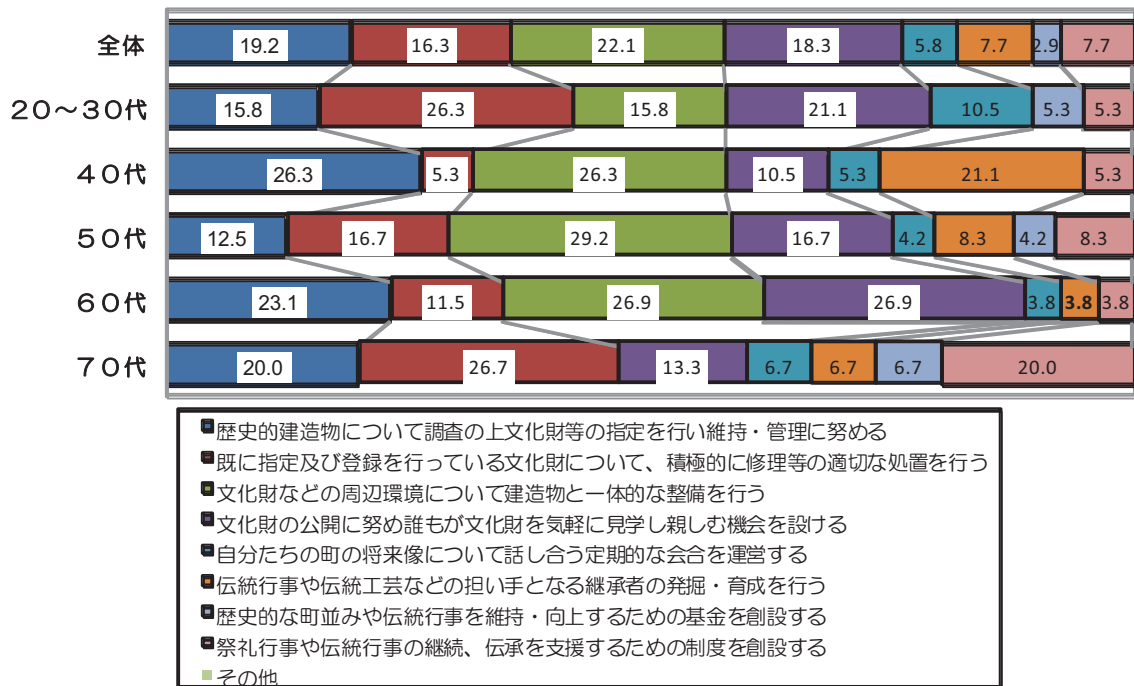 全体 19.2 16.3 22.1 18.3 5.8 7.7 2.9 7.7
20～30代 15.8 26.3 15.8 21.1 10.5 5.3 5.3
40代 26.3 5.3 26.3 10.5 5.3 21.1 5.3
50代 12.5 16.7 29.2 16.7 4.2 8.3 4.2 8.3
60代 23.1 11.5 26.9 26.9 3.8 3.8 3.8
70代 20.0 26.7 13.3 6.7 6.7 6.7 20.0
歴史的建造物について調査の上文化財等の指定を行い維持・管理に努める
既に指定及び登録を行っている文化財について、積極的に修理等の適切な処置を行う
文化財などの周辺環境について建造物と一体的な整備を行う
文化財の公開に努め誰もが文化財を気軽に見学し親しむ機会を設ける
自分たちの町の将来像について話し合う定期的な会合を運営する
伝統行事や伝統工芸などの担い手となる継承者の発掘・育成を行う
歴史的な町並みや伝統行事を維持・向上するための基金を創設する
祭礼行事や伝統行事の継続、伝承を支援するための制度を創設する
その他